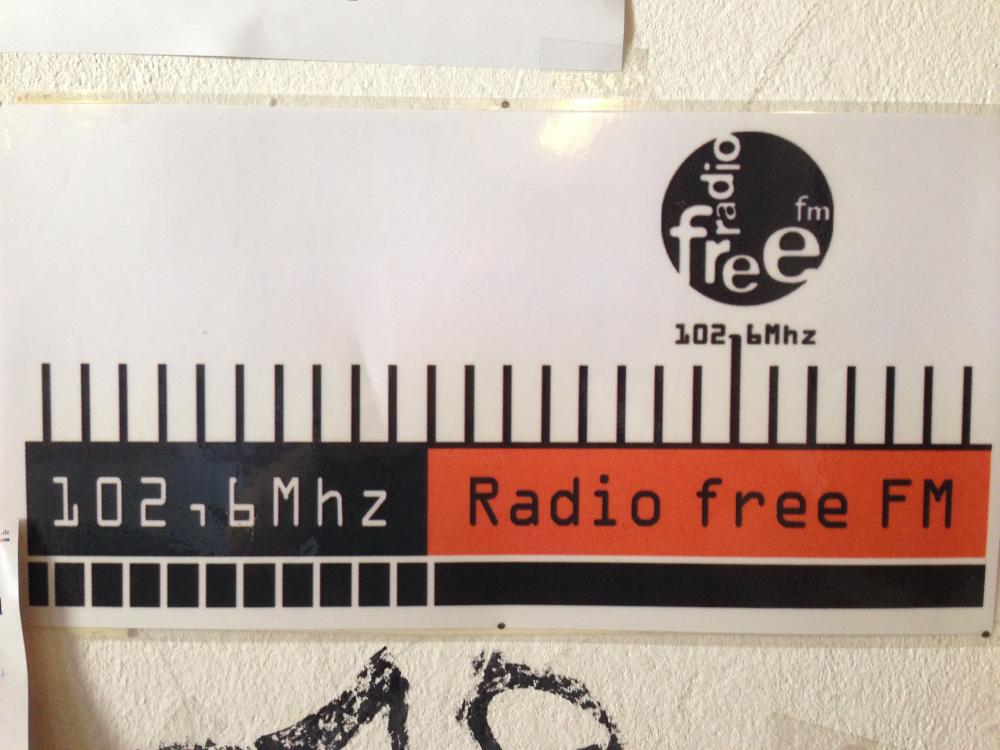 radio
free fm
102,6Mhz
102,6Mhz Radio free FM